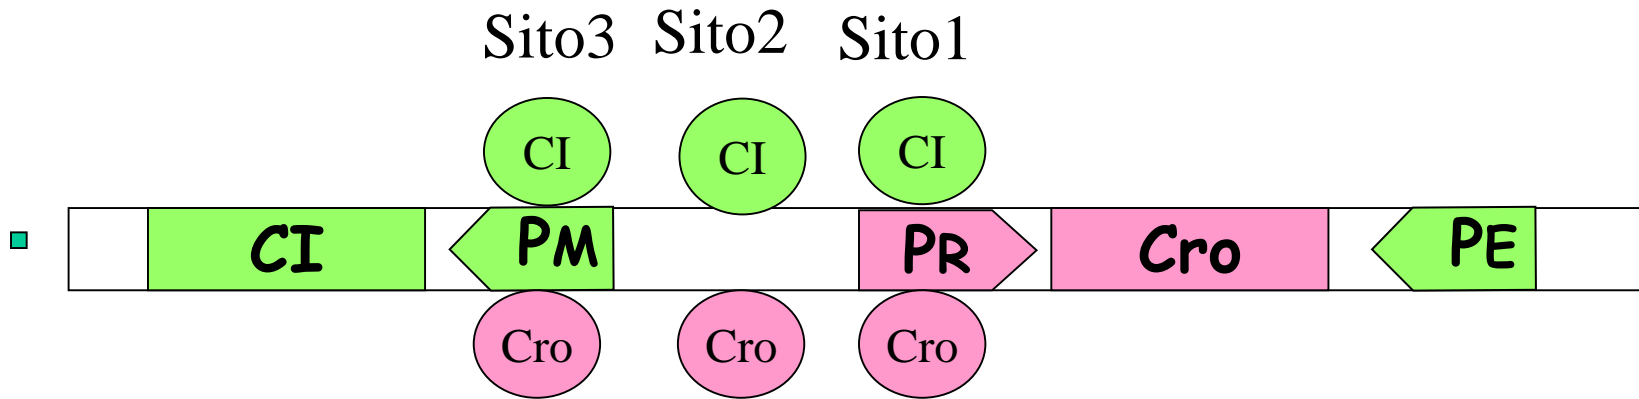 Sito3 Sito2 Sito1
CI CI CI
CI PM PR Cro PE
Cro Cro Cro